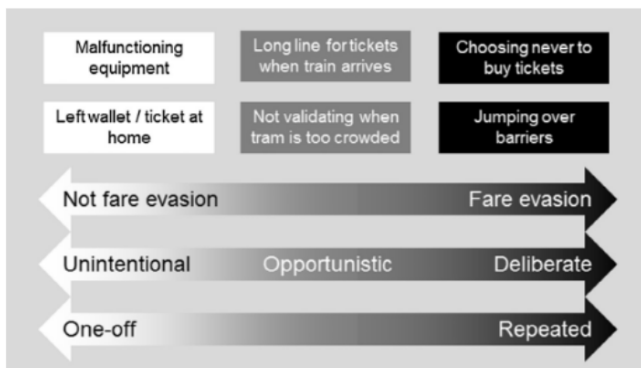 Malfunctioning
equipment
Long line for tickets
when train arrives
Choosing never to
buy tickets
Left wallet / ticket at
home
Not validating when
tram is too crowded
Jumping over
barriers
Not fare evasion
Fare evasion
Unintentional
Opportunistic
Deliberate
One-off
Repeated